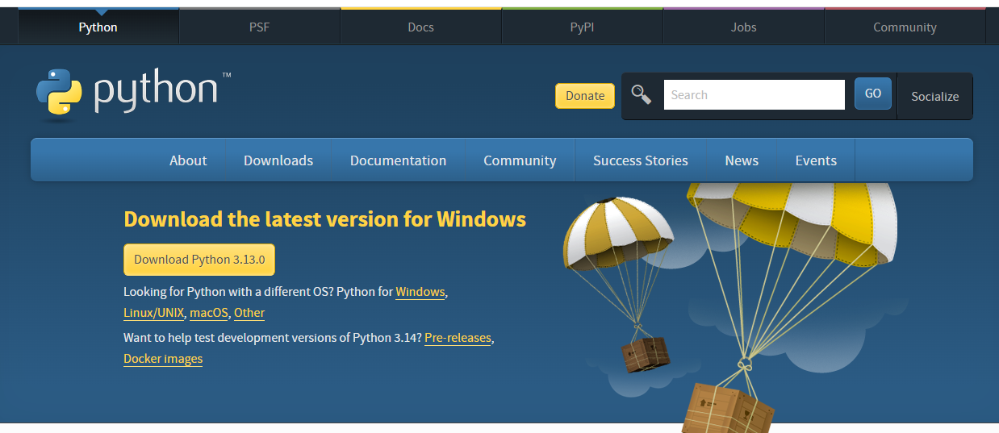 Python PSF Docs PyPI Jobs Community
python™
Donate Search GO Socialize
About Downloads Documentation Community Success Stories News Events
Download the latest version for Windows
Download Python 3.13.0
Looking for Python with a different OS? Python for Windows,
Linux/UNIX, macOS, Other
Want to help test development versions of Python 3.14? Pre-releases,
Docker images